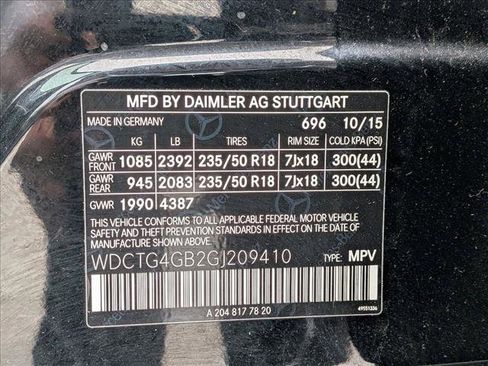 MFD BY DAIMLER AG STUTTGART
MADE IN GERMANY 696 10/15
KG LB TIRES RIM SIZE COLD KPA(PSI)
GAWR FRONT 1085 2392 235/50 R18 7Jx18 300(44)
GAWR REAR 945 2083 235/50 R18 7Jx18 300(44)
GVWR 1990 4387
THIS VEHICLE CONFORMS TO ALL APPLICABLE FEDERAL MOTOR VEHICLE
SAFETY AND THEFT PREVENTION STANDARDS IN EFFECT ON THE
DATE OF MANUFACTURE SHOWN ABOVE.
WDCTG4GB2GJ209410 TYPE: MPV
A 204 817 78 20